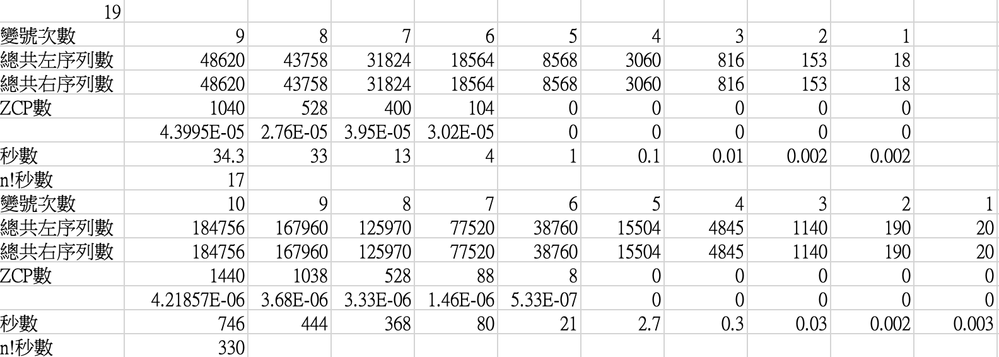 19
變號次數 9 8 7 6 5 4 3 2 1
總共左序列數 48620 43758 31824 18564 8568 3060 816 153 18
總共右序列數 48620 43758 31824 18564 8568 3060 816 153 18
ZCP數 1040 528 400 104 0 0 0 0 0
4.3995E-05 2.76E-05 3.95E-05 3.02E-05 0 0 0 0 0
秒數 34.3 33 13 4 1 0.1 0.01 0.002 0.002
n!秒數 17
變號次數 10 9 8 7 6 5 4 3 2 1
總共左序列數 184756 167960 125970 77520 38760 15504 4845 1140 190 20
總共右序列數 184756 167960 125970 77520 38760 15504 4845 1140 190 20
ZCP數 1440 1038 528 88 8 0 0 0 0 0
4.21857E-06 3.68E-06 3.33E-06 1.46E-06 5.33E-07 0 0 0 0 0
秒數 746 444 368 80 21 2.7 0.3 0.03 0.002 0.003
n!秒數 330